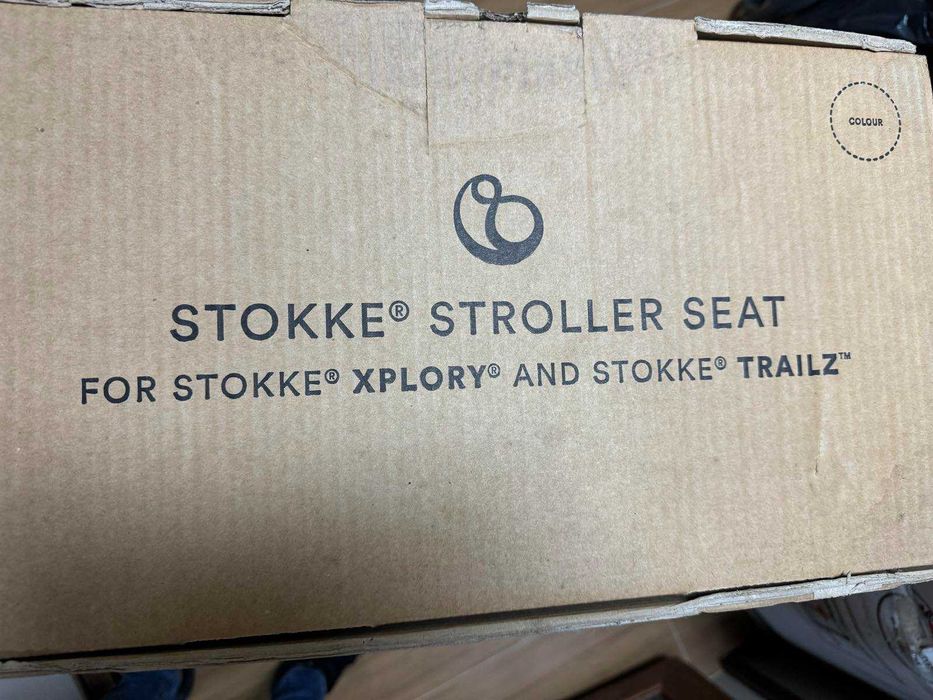 COLOUR
STOKKE® STROLLER SEAT
FOR STOKKE® XPLORY® AND STOKKE® TRAILZ™